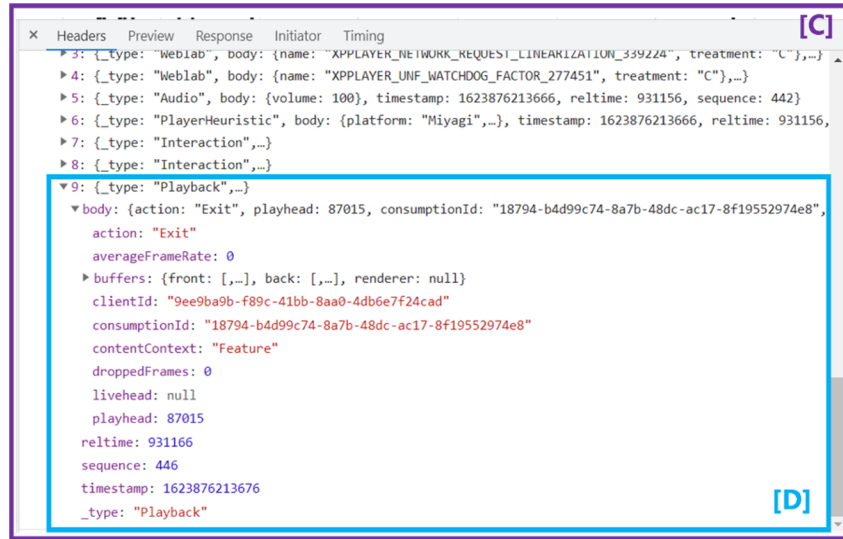 [C]
× Headers Preview Response Initiator Timing
▶3: {_type: "Weblab", body: {name: "XPPLAYER_NETWORK_REQUEST_LINEARIZATION_339224", treatment: "C"},…}
▶4: {_type: "Weblab", body: {name: "XPPLAYER_UNF_WATCHDOG_FACTOR_277451", treatment: "C"},…}
▶5: {_type: "Audio", body: {volume: 100}, timestamp: 1623876213666, reltime: 931156, sequence: 442}
▶6: {_type: "PlayerHeuristic", body: {platform: "Miyagi",…}, timestamp: 1623876213666, reltime: 931156,
▶7: {_type: "Interaction",…}
▶8: {_type: "Interaction",…}
▼9: {_type: "Playback",…}
▼body: {action: "Exit", playhead: 87015, consumptionId: "18794-b4d99c74-8a7b-48dc-ac17-8f19552974e8",
action: "Exit"
averageFrameRate: 0
▶buffers: {front: [,…], back: [,…], renderer: null}
clientId: "9ee9ba9b-f89c-41bb-8aa0-4db6e7f24cad"
consumptionId: "18794-b4d99c74-8a7b-48dc-ac17-8f19552974e8"
contentContext: "Feature"
droppedFrames: 0
livehead: null
playhead: 87015
reltime: 931166
sequence: 446
timestamp: 1623876213676
_type: "Playback"
[D]